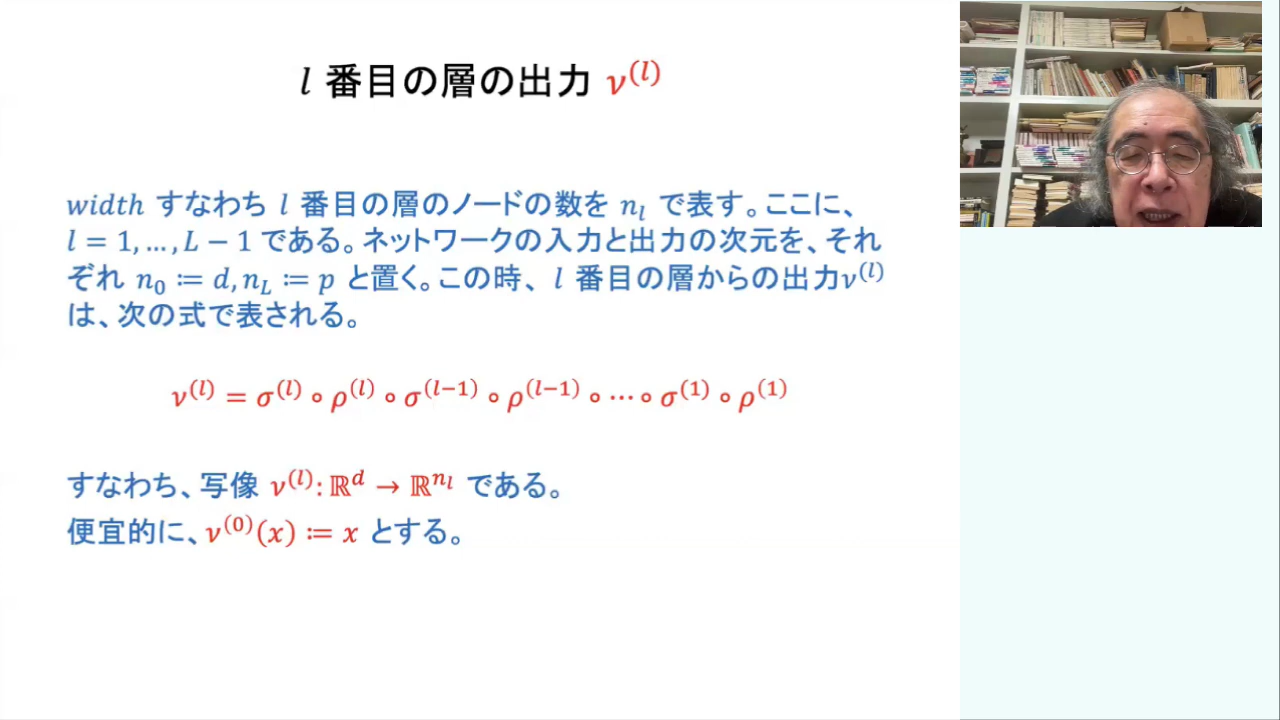 l 番目の層の出力 ν^(l)
width すなわち l 番目の層のノードの数を n_l で表す。ここに、
l = 1, …, L − 1 である。ネットワークの入力と出力の次元を、それ
ぞれ n_0 ≔ d, n_L ≔ p と置く。この時、 l 番目の層からの出力ν^(l)
は、次の式で表される。
ν^(l) = σ^(l) ∘ ρ^(l) ∘ σ^(l−1) ∘ ρ^(l−1) ∘ ⋯ ∘ σ^(1) ∘ ρ^(1)
すなわち、写像 ν^(l): ℝ^d → ℝ^{n_l} である。
便宜的に、ν^(0)(x) ≔ x とする。